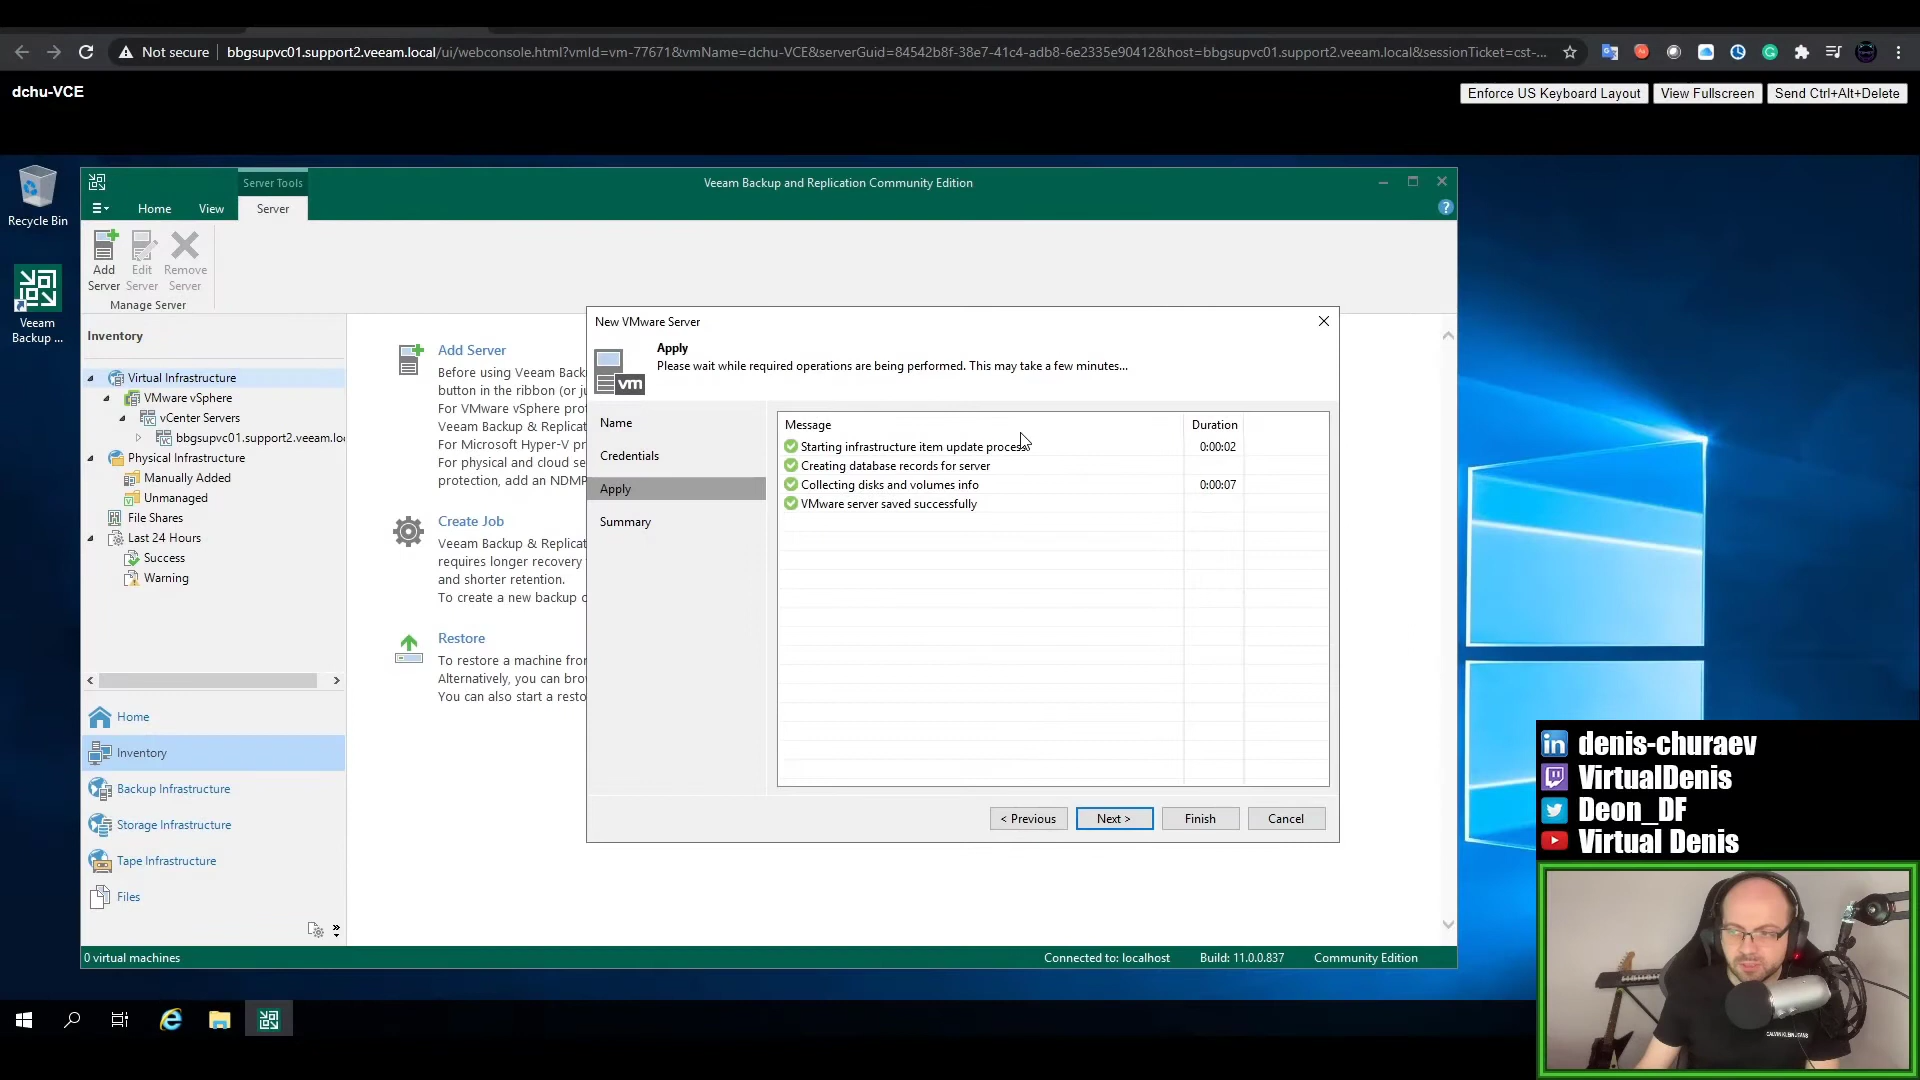 Not secure
bbgsupvc01.support2.veeam.local/ui/webconsole.html?vmId=vm-77671&vmName=dchu-VCE&serverGuid=84542b8f-38e7-41c4-adb8-6e2335e90412&host=bbgsupvc01.support2.veeam.local&sessionTicket=cst-...
dchu-VCE
Enforce US Keyboard Layout
View Fullscreen
Send Ctrl+Alt+Delete
Recycle Bin
Veeam
Backup ...
Server Tools
Veeam Backup and Replication Community Edition
Home
View
Server
Add
Server
Edit
Server
Remove
Server
Manage Server
Inventory
Virtual Infrastructure
VMware vSphere
vCenter Servers
bbgsupvc01.support2.veeam.lo
Physical Infrastructure
Manually Added
Unmanaged
File Shares
Last 24 Hours
Success
Warning
Home
Inventory
Backup Infrastructure
Storage Infrastructure
Tape Infrastructure
Files
Add Server
Before using Veeam Back
button in the ribbon (or ju
For VMware vSphere prot
Veeam Backup & Replicat
For Microsoft Hyper-V pr
For physical and cloud se
protection, add an NDMP
Create Job
Veeam Backup & Replicat
requires longer recovery
and shorter retention.
To create a new backup c
Restore
To restore a machine fror
Alternatively, you can bro
You can also start a resto
New VMware Server
vm
Apply
Please wait while required operations are being performed. This may take a few minutes...
Name
Credentials
Apply
Summary
Message
Duration
Starting infrastructure item update process
0:00:02
Creating database records for server
Collecting disks and volumes info
0:00:07
VMware server saved successfully
< Previous
Next >
Finish
Cancel
0 virtual machines
Connected to: localhost
Build: 11.0.0.837
Community Edition
in denis-churaev
VirtualDenis
Deon_DF
Virtual Denis
CALVIN KLEIN JEANS